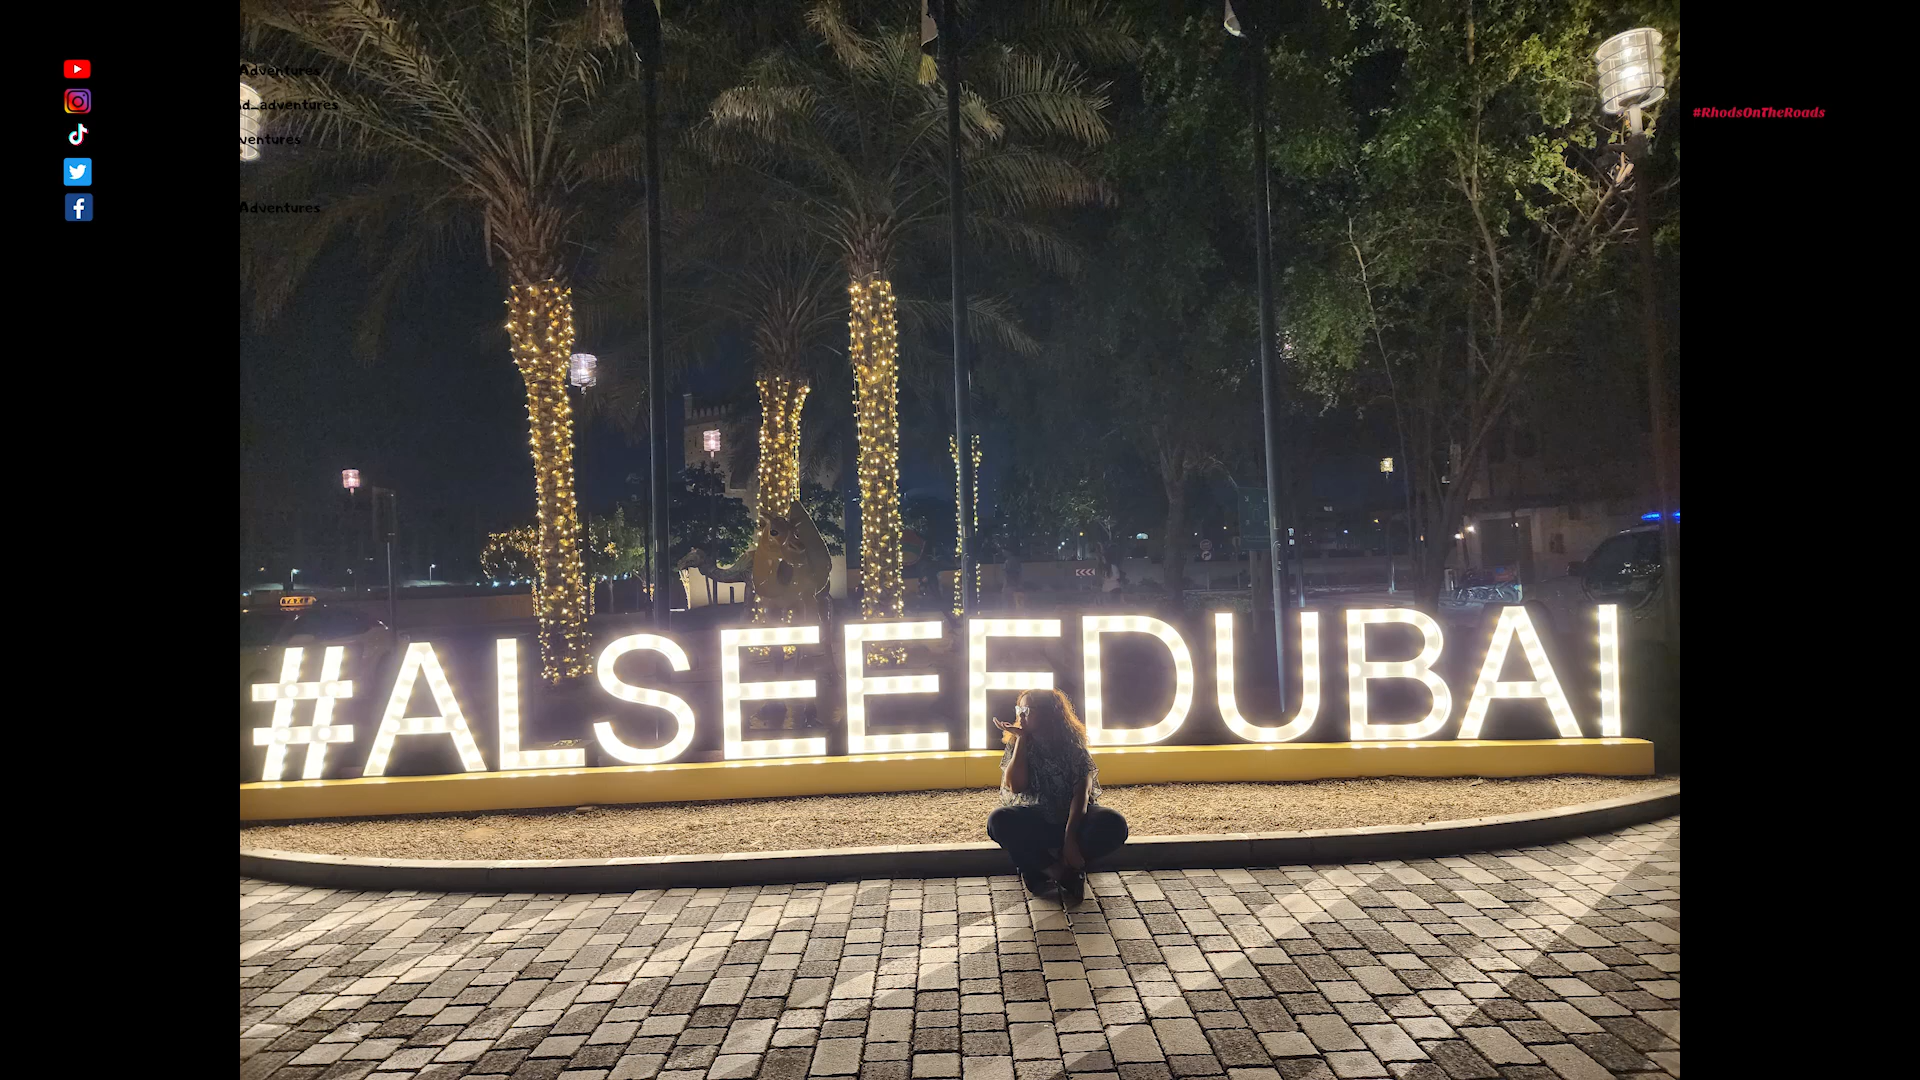 Adventures
d_adventures
ventures
Adventures
#RhodsOnTheRoads
#ALSEEFDUBAI